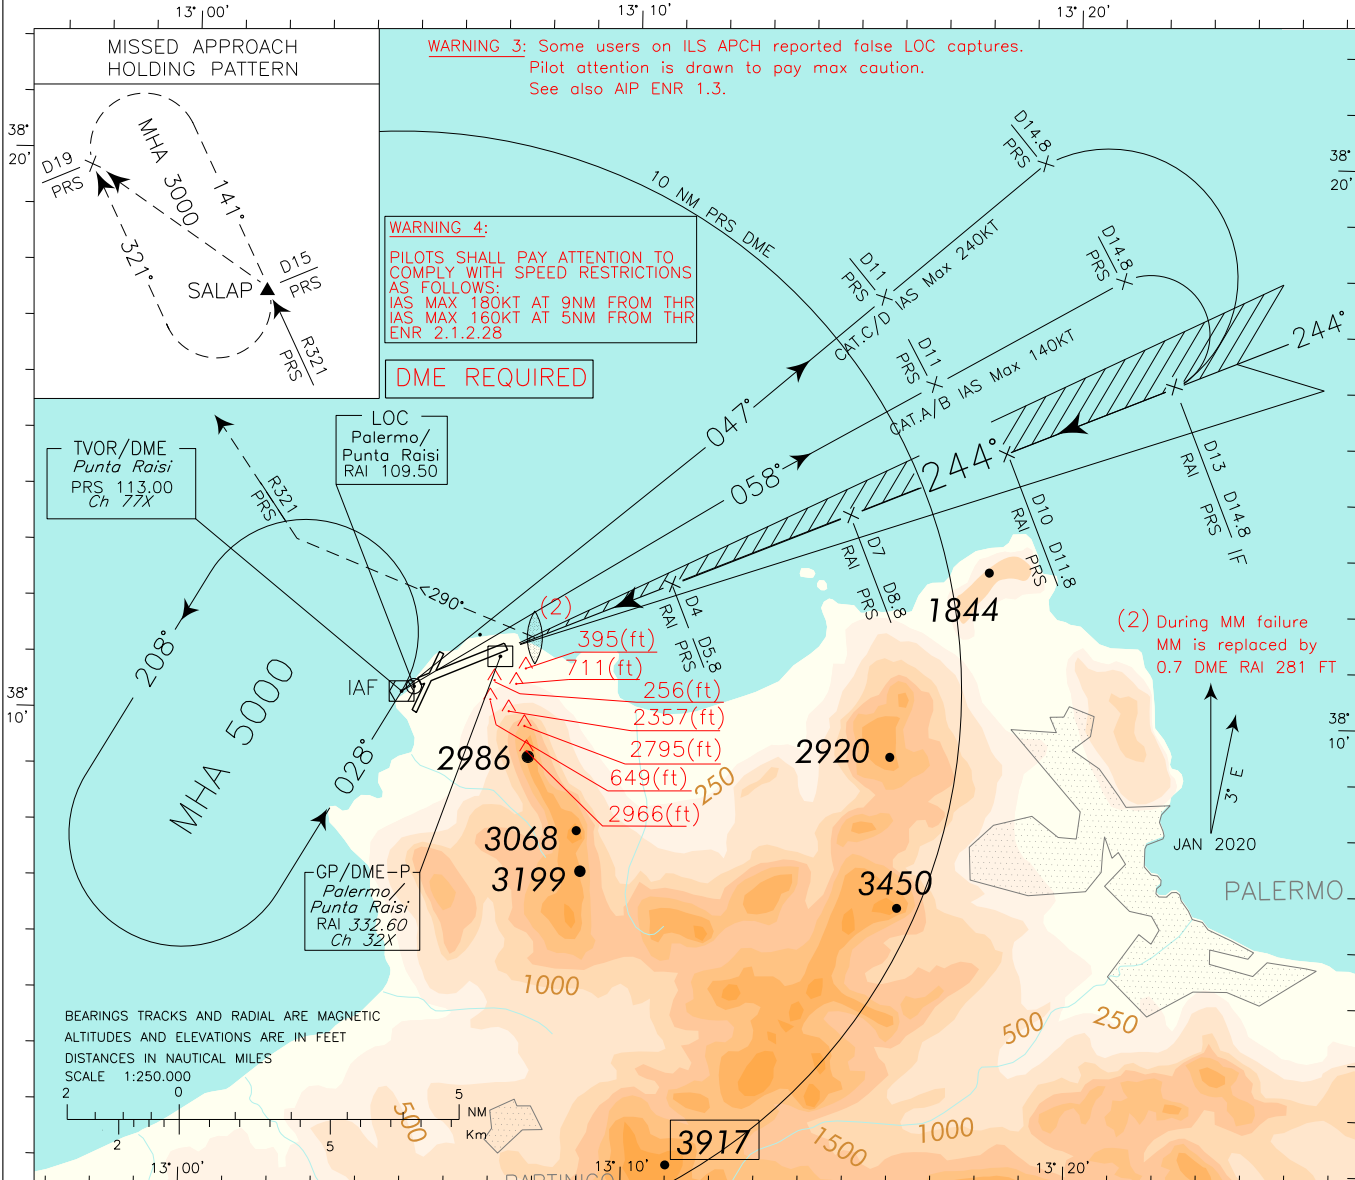 13° 00'
13° 10'
13° 20'
MISSED APPROACH
HOLDING PATTERN
D19
PRS
MHA 3000
141°
321°
SALAP
D15
PRS
R321
PRS
WARNING 3: Some users on ILS APCH reported false LOC captures.
Pilot attention is drawn to pay max caution.
See also AIP ENR 1.3.
38°
20'
38°
20'
10 NM PRS DME
WARNING 4:
PILOTS SHALL PAY ATTENTION TO
COMPLY WITH SPEED RESTRICTIONS
AS FOLLOWS:
IAS MAX 180KT AT 9NM FROM THR
IAS MAX 160KT AT 5NM FROM THR
ENR 2.1.2.28
DME REQUIRED
D14.8
PRS
D11
PRS
CAT.C/D IAS Max 240KT
D14.8
PRS
D11
PRS
CAT.A/B IAS Max 140KT
047°
058°
244°
244°
D13
RAI
D14.8
PRS
IF
D10
RAI
D11.8
PRS
D7
RAI
D8.8
PRS
D4
RAI
D5.8
PRS
LOC
Palermo/
Punta Raisi
RAI 109.50
TVOR/DME
Punta Raisi
PRS 113.00
Ch 77X
R321
PRS
<290°
208°
028°
MHA 5000
IAF
(2)
395(ft)
711(ft)
256(ft)
2357(ft)
2795(ft)
649(ft)
2966(ft)
1844
2986
3068
3199
2920
3450
3917
(2) During MM failure
MM is replaced by
0.7 DME RAI 281 FT
38°
10'
38°
10'
3° E
JAN 2020
PALERMO
GP/DME-P
Palermo/
Punta Raisi
RAI 332.60
Ch 32X
250
1000
500
250
500
1500
1000
BEARINGS TRACKS AND RADIAL ARE MAGNETIC
ALTITUDES AND ELEVATIONS ARE IN FEET
DISTANCES IN NAUTICAL MILES
SCALE 1:250.000
2 0 5
NM
Km
2 5
PARTINICO
13° 00'
13° 10'
13° 20'